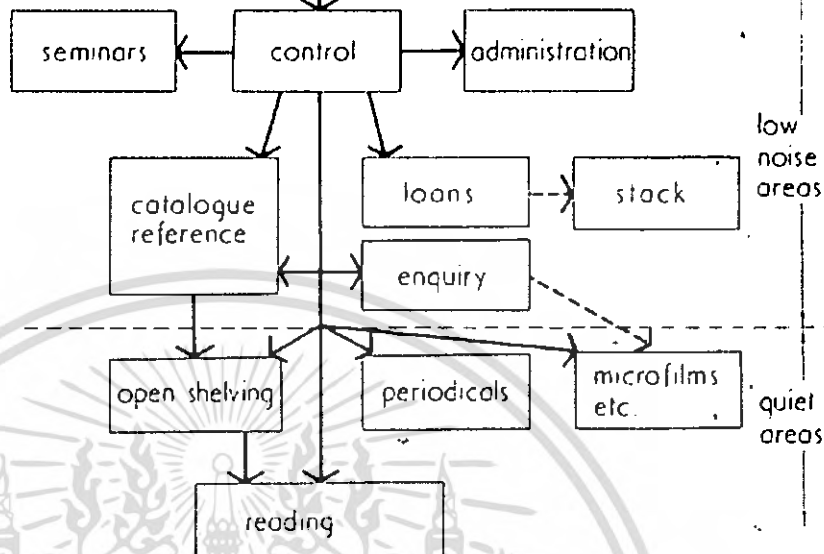 seminars
control
administration
low
noise
areas
catalogue
reference
loans
stack
enquiry
open shelving
periodicals
microfilms
etc.
quiet
areas
reading